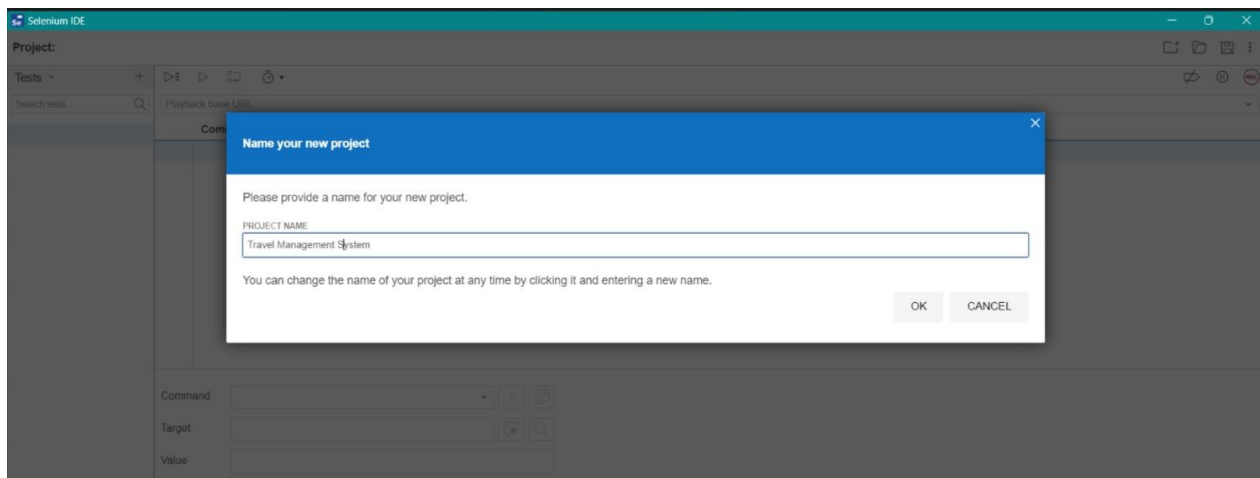 Selenium IDE
Project:
Tests
Search tests...
Playback base URL
Com
Name your new project
Please provide a name for your new project.
PROJECT NAME
Travel Management System
You can change the name of your project at any time by clicking it and entering a new name.
OK CANCEL
Command
Target
Value